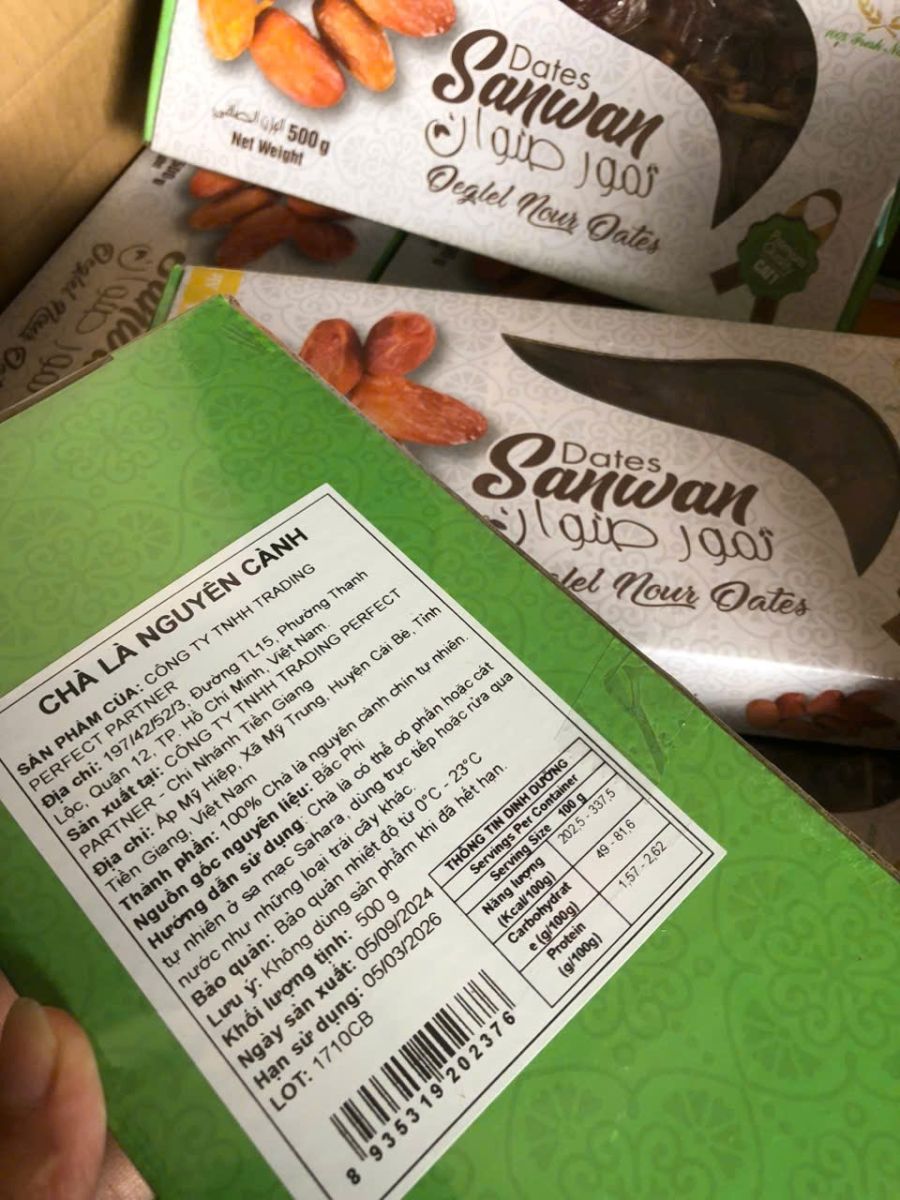 Dates
Sanwan
تمور صنوان
Deglet Nour Dates
500 g
Net Weight
Dates
Sanwan
تمور صنوان
Nour Dates
CHÀ LÀ NGUYÊN CÀNH
SẢN PHẨM CỦA: CÔNG TY TNHH TRADING
PERFECT PARTNER
Địa chỉ: 197/42/52/3, Đường TL15, Phường Thạnh
Lộc, Quận 12, TP. Hồ Chí Minh, Việt Nam.
Sản xuất tại: CÔNG TY TNHH TRADING PERFECT
PARTNER - Chi Nhánh Tiền Giang
Địa chỉ: Ấp Mỹ Hiệp, Xã Mỹ Trung, Huyện Cái Bè, Tỉnh
Tiền Giang, Việt Nam
Thành phần: 100% Chà là nguyên cành chín tự nhiên.
Nguồn gốc nguyên liệu: Bắc Phi
Hướng dẫn sử dụng: Chà là có thể có phấn hoặc cát
tự nhiên ở sa mạc Sahara, dùng trực tiếp hoặc rửa qua
nước như những loại trái cây khác.
Bảo quản: Bảo quản nhiệt độ từ 0°C - 23°C
Lưu ý: Không dùng sản phẩm khi đã hết hạn.
Khối lượng tịnh: 500 g
Ngày sản xuất: 05/09/2024
Hạn sử dụng: 05/03/2026
LOT: 1710CB
THÔNG TIN DINH DƯỠNG
Servings Per Container
Serving Size 100 g
Năng lượng
(Kcal/100g)
202.5 - 337.5
Carbohydrat
e (g/100g)
49 - 81,6
Protein
(g/100g)
1,57 - 2,62
8 935319 202376